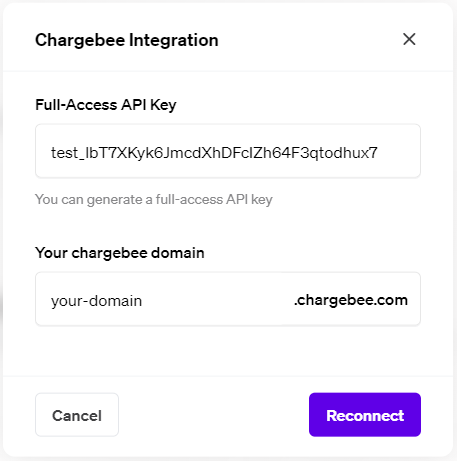 Chargebee Integration
Full-Access API Key
test_lbT7XKyk6JmcdXhDFcIZh64F3qtodhux7
You can generate a full-access API key
Your chargebee domain
your-domain .chargebee.com
Cancel Reconnect